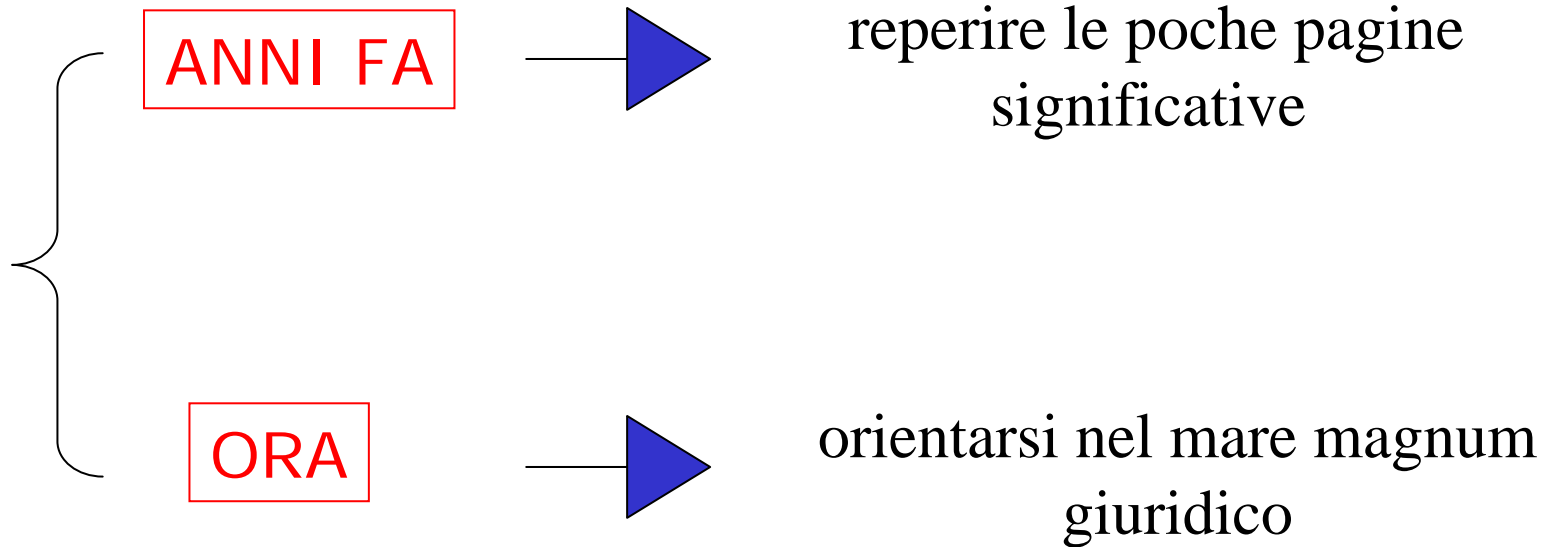 ANNI FA
reperire le poche pagine
significative
ORA
orientarsi nel mare magnum
giuridico